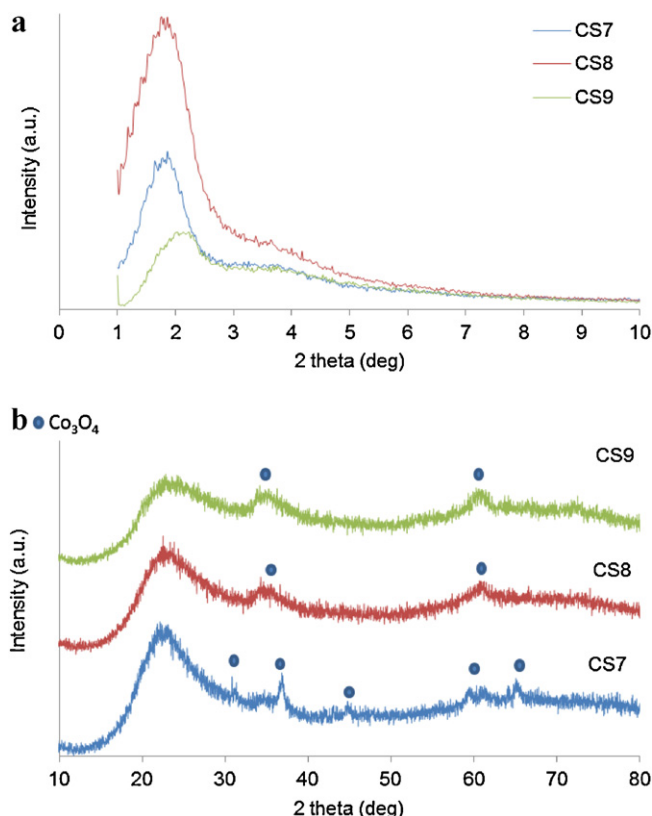 a
CS7
CS8
CS9
Intensity (a.u.)
0 1 2 3 4 5 6 7 8 9 10
2 theta (deg)
b
Co₃O₄
CS9
CS8
CS7
Intensity (a.u.)
10 20 30 40 50 60 70 80
2 theta (deg)